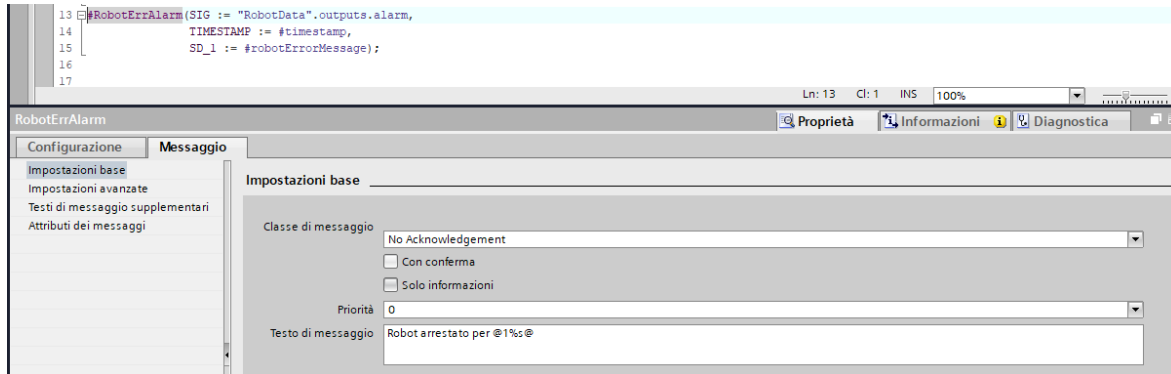 13 #RobotErrAlarm(SIG := "RobotData".outputs.alarm,
14 TIMESTAMP := #timestamp,
15 SD_1 := #robotErrorMessage);
16
17
Ln: 13 Cl: 1 INS 100%
RobotErrAlarm Proprietà Informazioni Diagnostica
Configurazione Messaggio
Impostazioni base
Impostazioni avanzate
Testi di messaggio supplementari
Attributi dei messaggi
Impostazioni base
Classe di messaggio
No Acknowledgement
Con conferma
Solo informazioni
Priorità 0
Testo di messaggio Robot arrestato per @1%s@